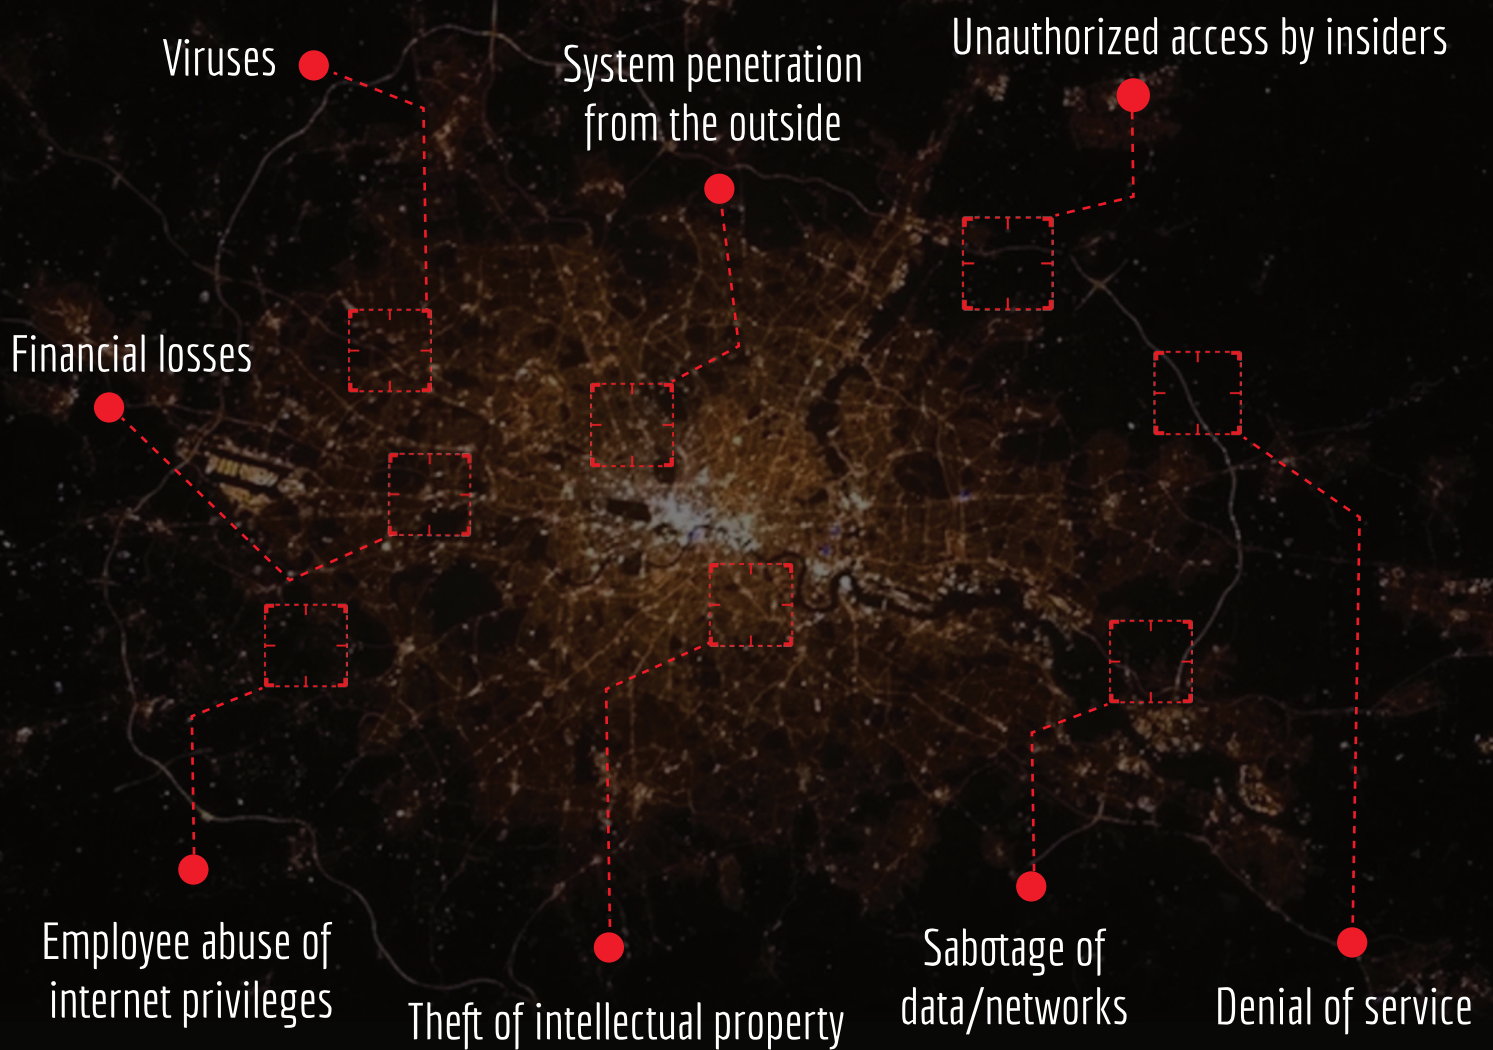 Viruses
System penetration
from the outside
Unauthorized access by insiders
Financial losses
Employee abuse of
internet privileges
Theft of intellectual property
Sabotage of
data/networks
Denial of service